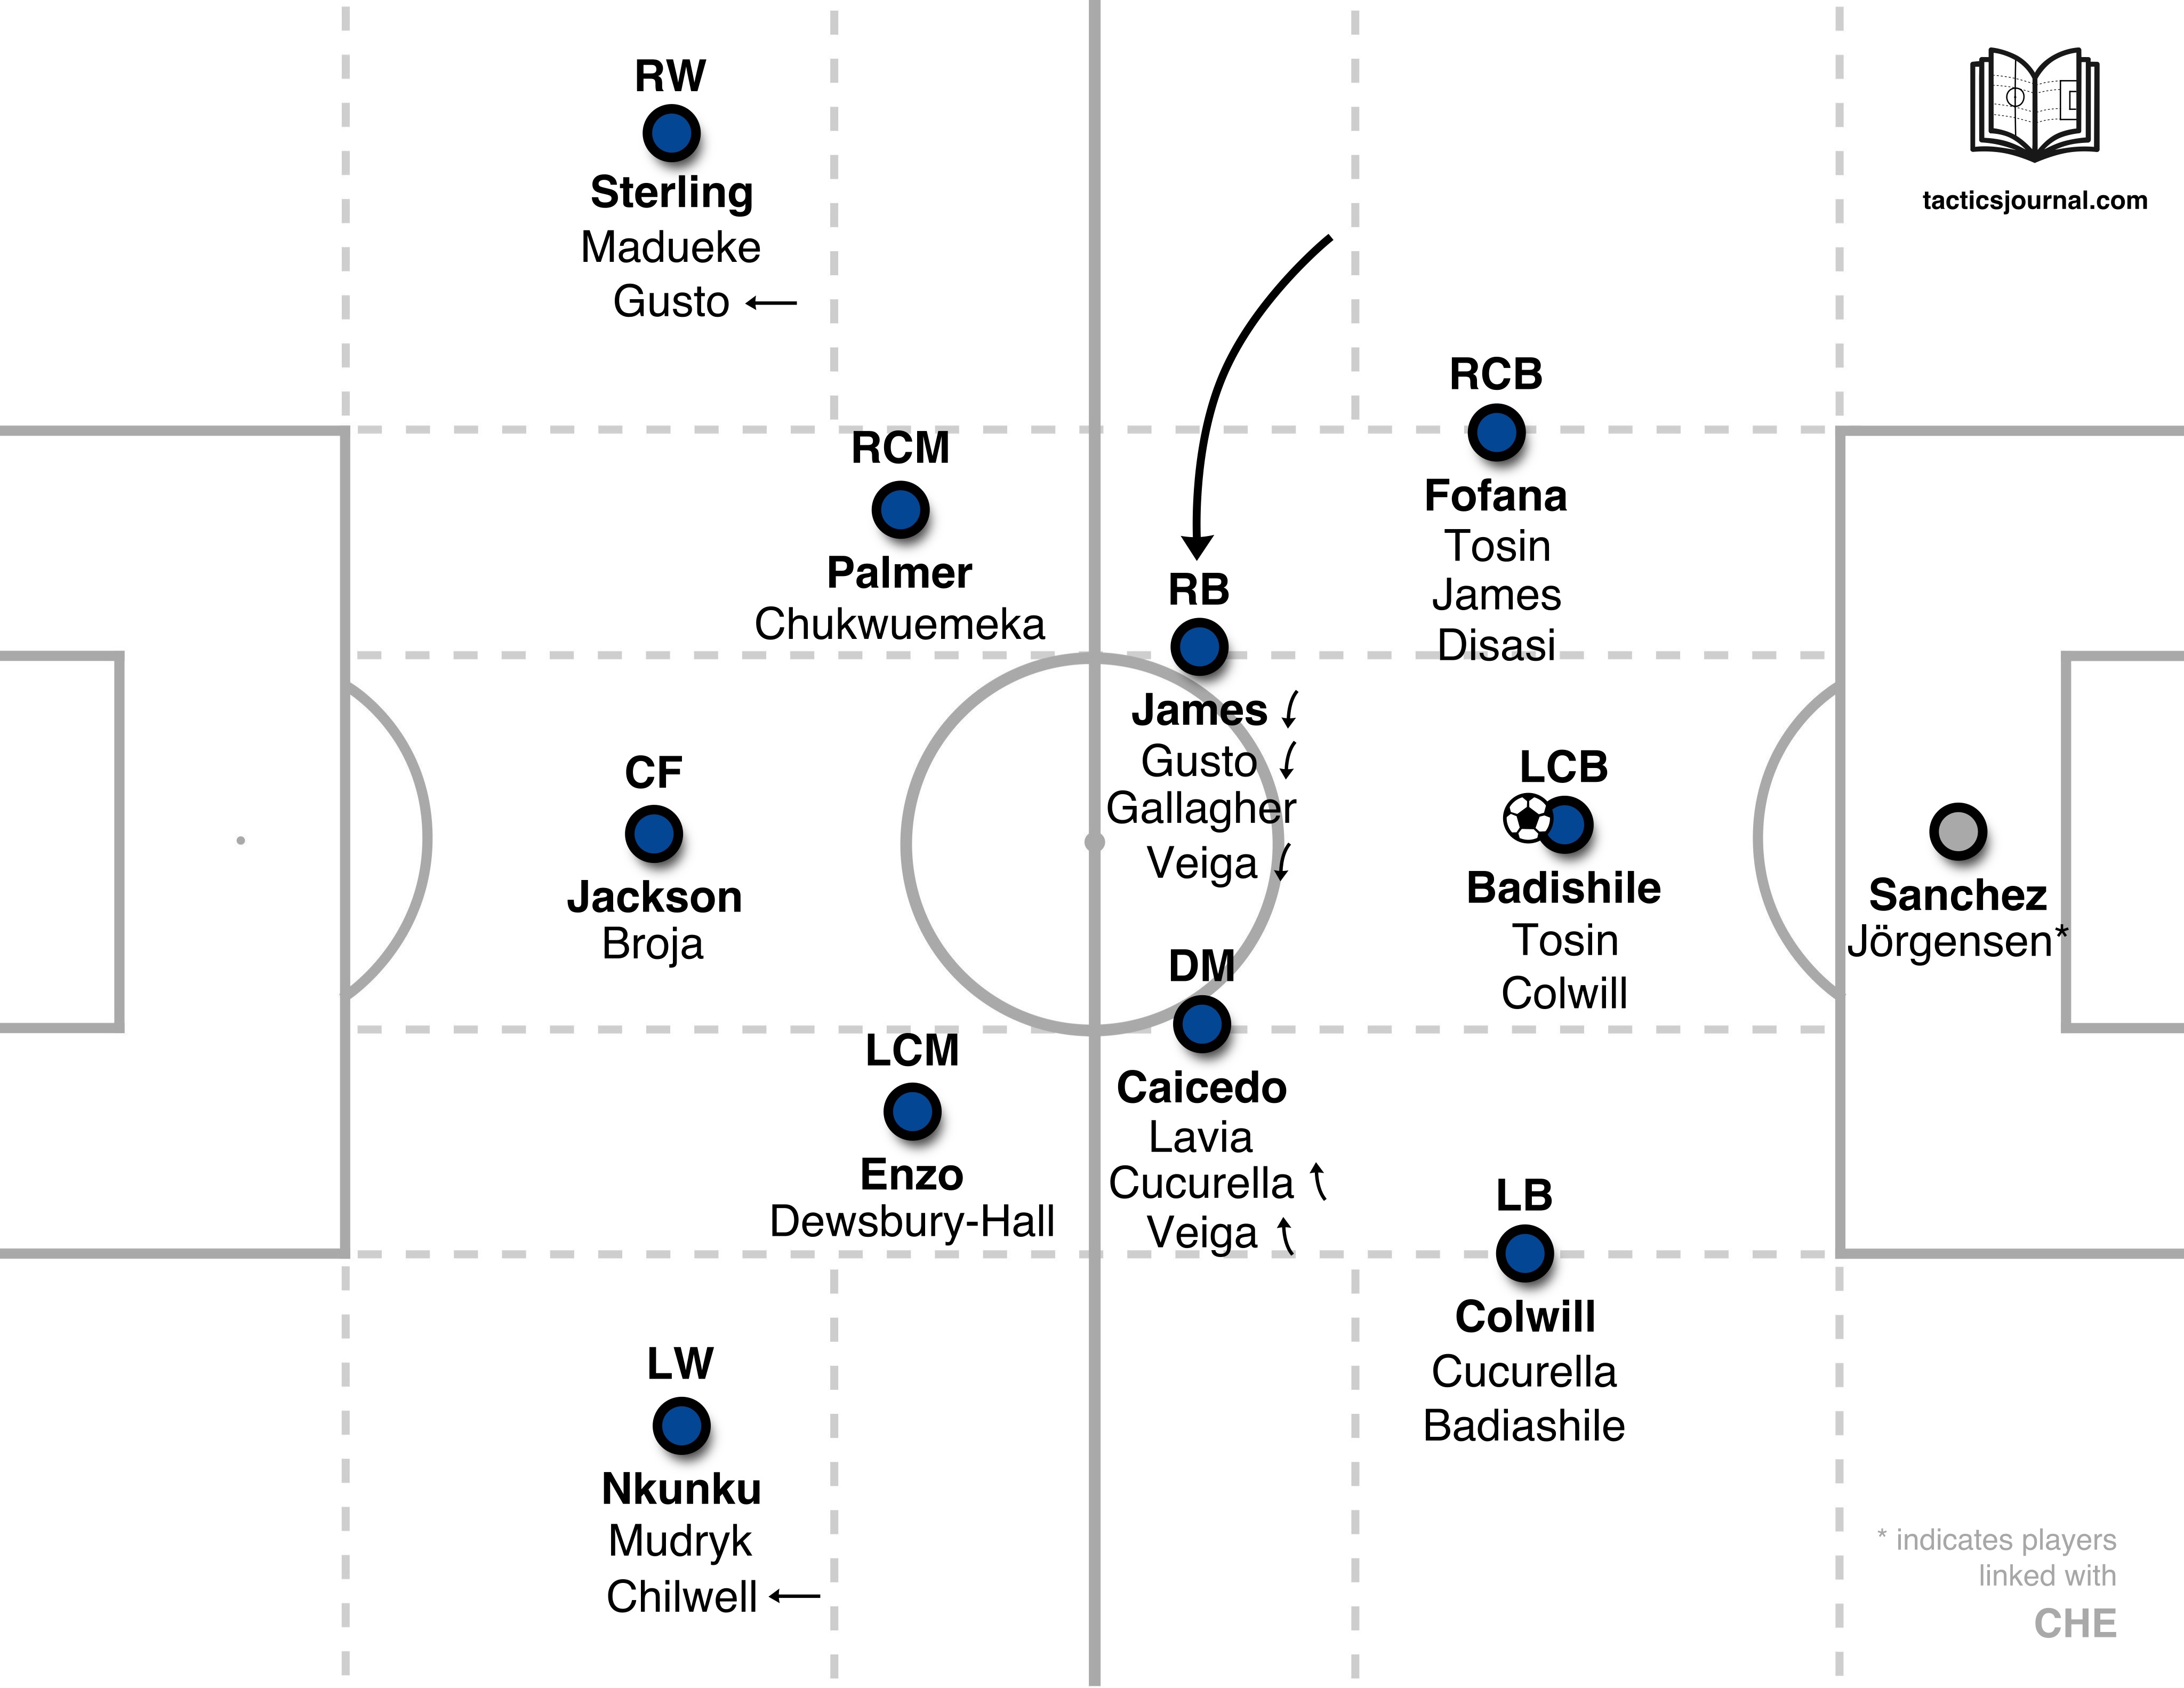 RW
Sterling
Madueke
Gusto
tacticsjournal.com
RCB
Fofana
Tosin
James
Disasi
RCM
Palmer
Chukwuemeka
RB
James
Gusto
Gallagher
Veiga
CF
Jackson
Broja
LCB
Badishile
Tosin
Colwill
Sanchez
Jörgensen*
DM
Caicedo
Lavia
Cucurella
Veiga
LCM
Enzo
Dewsbury-Hall
LB
Colwill
Cucurella
Badiashile
LW
Nkunku
Mudryk
Chilwell
* indicates players
linked with
CHE